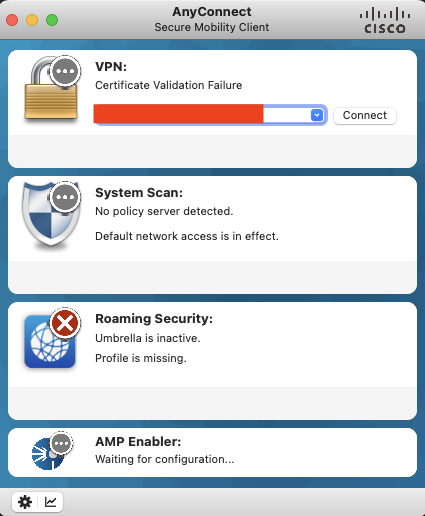 AnyConnect
Secure Mobility Client
CISCO
VPN:
Certificate Validation Failure
Connect
System Scan:
No policy server detected.
Default network access is in effect.
Roaming Security:
Umbrella is inactive.
Profile is missing.
AMP Enabler:
Waiting for configuration...